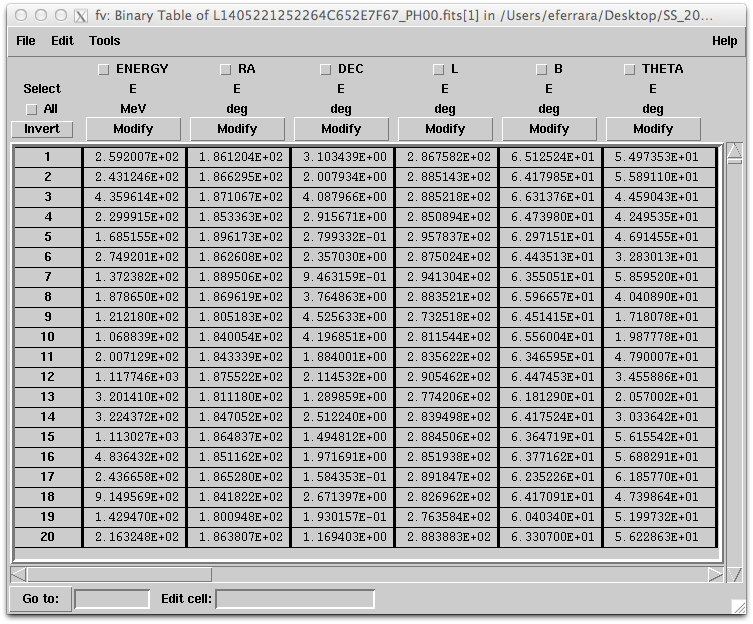 fv: Binary Table of L1405221252264C652E7F67_PH00.fits[1] in /Users/eferrara/Desktop/SS_20...
File Edit Tools Help
ENERGY RA DEC L B THETA
Select E E E E E E
All MeV deg deg deg deg deg
Invert Modify Modify Modify Modify Modify Modify
1 2.592007E+02 1.861204E+02 3.103439E+00 2.867582E+02 6.512524E+01 5.497353E+01
2 2.431246E+02 1.866295E+02 2.007934E+00 2.885143E+02 6.417985E+01 5.589110E+01
3 4.359614E+02 1.871067E+02 4.087966E+00 2.885218E+02 6.631376E+01 4.459043E+01
4 2.299915E+02 1.853363E+02 2.915671E+00 2.850894E+02 6.473980E+01 4.249535E+01
5 1.685155E+02 1.896173E+02 2.799332E-01 2.957837E+02 6.297151E+01 4.691455E+01
6 2.749201E+02 1.862608E+02 2.357030E+00 2.875024E+02 6.443513E+01 3.283013E+01
7 1.372382E+02 1.889506E+02 9.463159E-01 2.941304E+02 6.355051E+01 5.859520E+01
8 1.878650E+02 1.869619E+02 3.764863E+00 2.883521E+02 6.596657E+01 4.040890E+01
9 1.212180E+02 1.805183E+02 4.525633E+00 2.732518E+02 6.451415E+01 1.718078E+01
10 1.068839E+02 1.840054E+02 4.196851E+00 2.811544E+02 6.556004E+01 1.987778E+01
11 2.007129E+02 1.843339E+02 1.884001E+00 2.835622E+02 6.346595E+01 4.790007E+01
12 1.117746E+03 1.875522E+02 2.114532E+00 2.905462E+02 6.447453E+01 3.455886E+01
13 3.201410E+02 1.811180E+02 1.289859E+00 2.774206E+02 6.181290E+01 2.057002E+01
14 3.224372E+02 1.847052E+02 2.512240E+00 2.839498E+02 6.417524E+01 3.033642E+01
15 1.113027E+03 1.864837E+02 1.494812E+00 2.884506E+02 6.364719E+01 5.615542E+01
16 4.836432E+02 1.851162E+02 1.971691E+00 2.851938E+02 6.377162E+01 5.688291E+01
17 2.436658E+02 1.865280E+02 1.584353E-01 2.891847E+02 6.235226E+01 6.185770E+01
18 9.149569E+02 1.841822E+02 2.671397E+00 2.826962E+02 6.417091E+01 4.739864E+01
19 1.429470E+02 1.800948E+02 1.930157E-01 2.763584E+02 6.040340E+01 5.199732E+01
20 2.163248E+02 1.863807E+02 1.169403E+00 2.883883E+02 6.330700E+01 5.622863E+01
Go to: Edit cell: